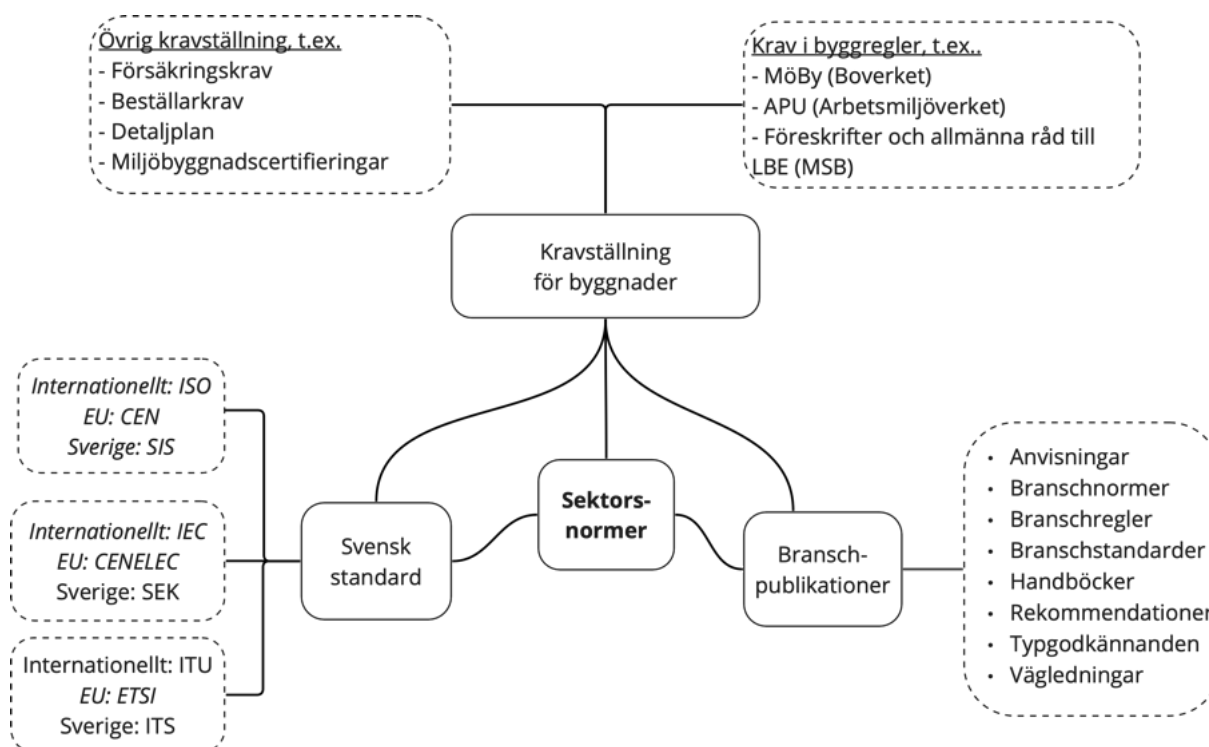 Övrig kravställning, t.ex.
- Försäkringskrav
- Beställarkrav
- Detaljplan
- Miljöbyggnadscertifieringar
Krav i byggregler, t.ex..
- MöBy (Boverket)
- APU (Arbetsmiljöverket)
- Föreskrifter och allmänna råd till
LBE (MSB)
Kravställning
för byggnader
Internationellt: ISO
EU: CEN
Sverige: SIS
Internationellt: IEC
EU: CENELEC
Sverige: SEK
Internationellt: ITU
EU: ETSI
Sverige: ITS
Svensk
standard
Sektors-
normer
Bransch-
publikationer
• Anvisningar
• Branschnormer
• Branschregler
• Branschstandarder
• Handböcker
• Rekommendationer
• Typgodkännanden
• Vägledningar